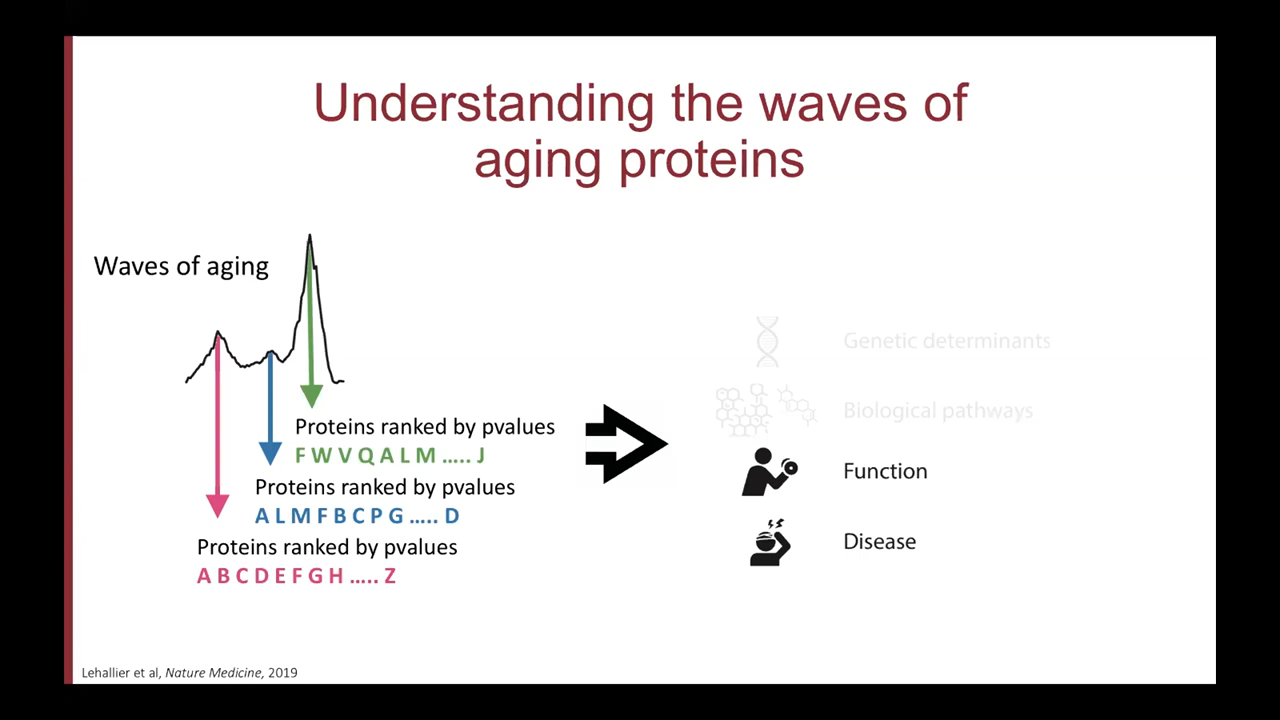 Understanding the waves of
aging proteins
Waves of aging
Proteins ranked by pvalues
F W V Q A L M ..... J
Proteins ranked by pvalues
A L M F B C P G ..... D
Proteins ranked by pvalues
A B C D E F G H ..... Z
Genetic determinants
Biological pathways
Function
Disease
Lehallier et al, Nature Medicine, 2019